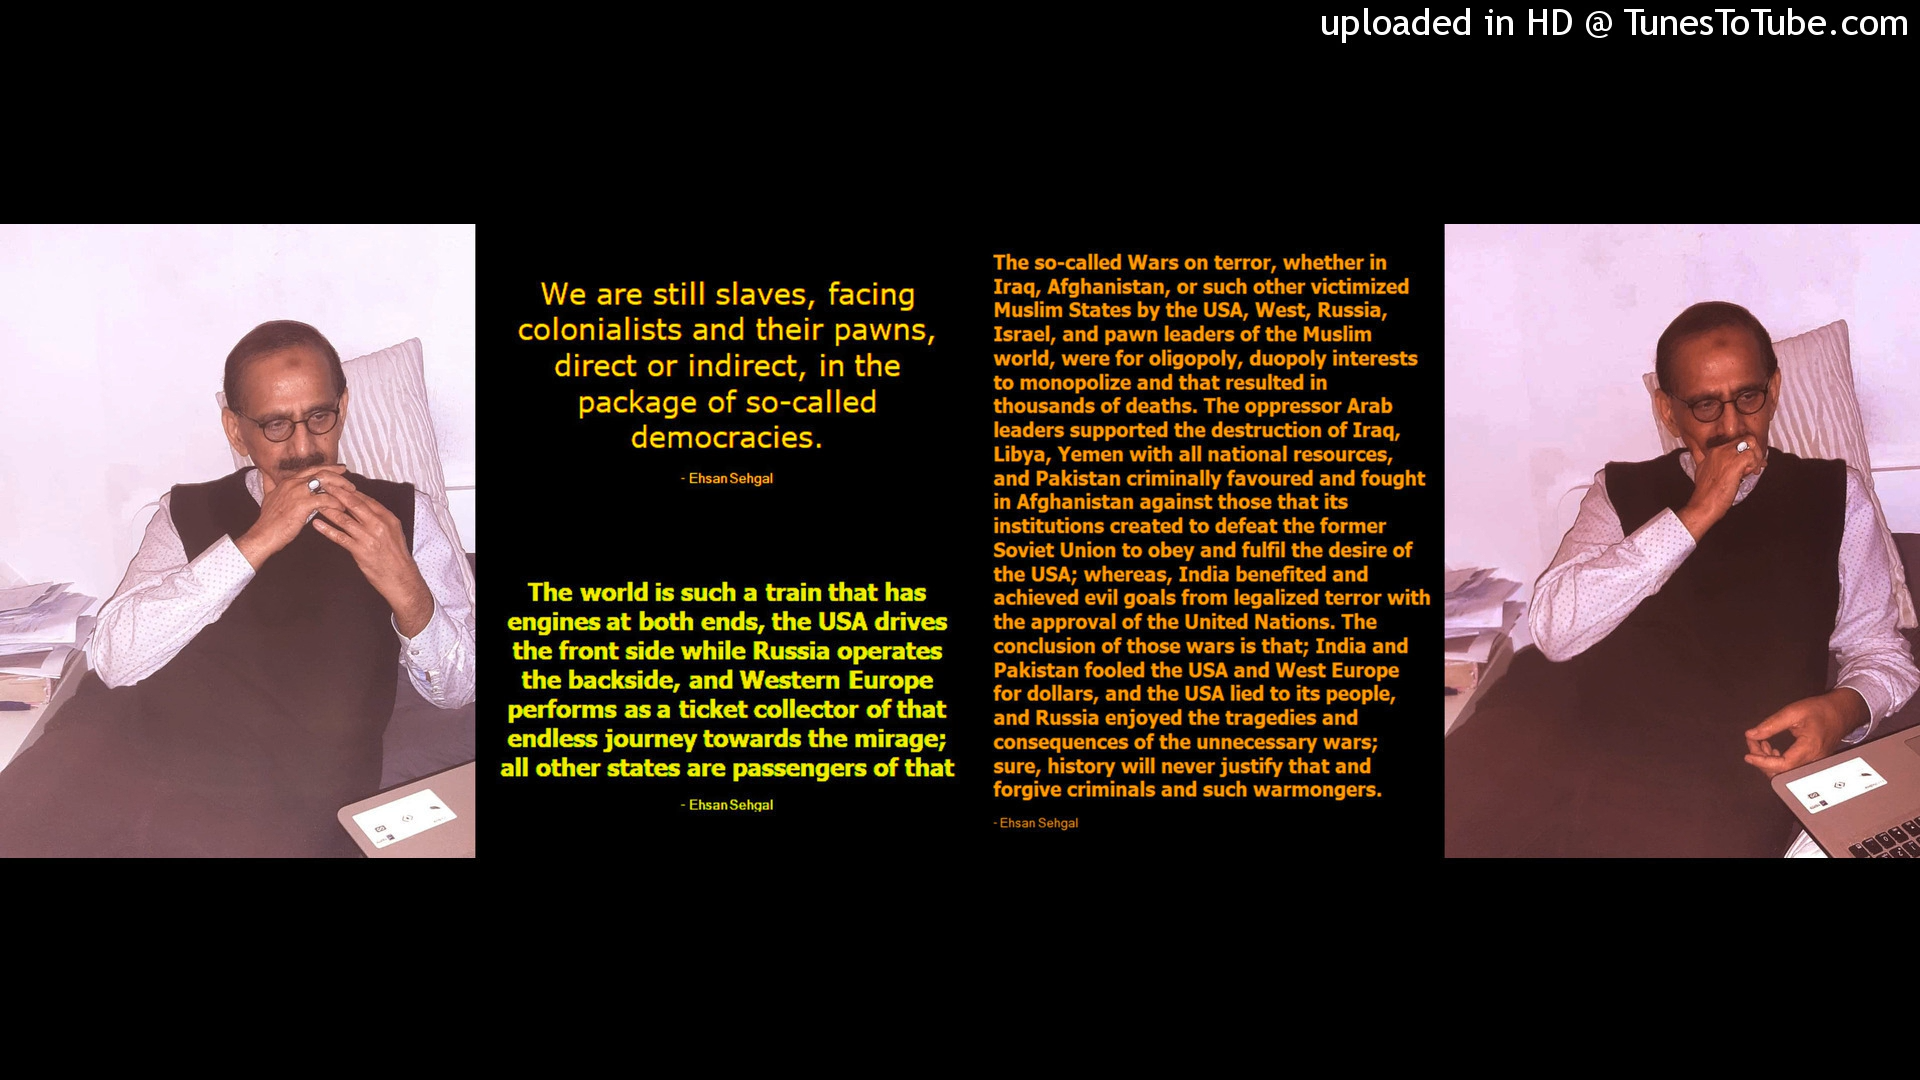 uploaded in HD @ TunesToTube.com
We are still slaves, facing
colonialists and their pawns,
direct or indirect, in the
package of so-called
democracies.
- Ehsan Sehgal
The world is such a train that has
engines at both ends, the USA drives
the front side while Russia operates
the backside, and Western Europe
performs as a ticket collector of that
endless journey towards the mirage;
all other states are passengers of that
- Ehsan Sehgal
The so-called Wars on terror, whether in
Iraq, Afghanistan, or such other victimized
Muslim States by the USA, West, Russia,
Israel, and pawn leaders of the Muslim
world, were for oligopoly, duopoly interests
to monopolize and that resulted in
thousands of deaths. The oppressor Arab
leaders supported the destruction of Iraq,
Libya, Yemen with all national resources,
and Pakistan criminally favoured and fought
in Afghanistan against those that its
institutions created to defeat the former
Soviet Union to obey and fulfil the desire of
the USA; whereas, India benefited and
achieved evil goals from legalized terror with
the approval of the United Nations. The
conclusion of those wars is that; India and
Pakistan fooled the USA and West Europe
for dollars, and the USA lied to its people,
and Russia enjoyed the tragedies and
consequences of the unnecessary wars;
sure, history will never justify that and
forgive criminals and such warmongers.
- Ehsan Sehgal